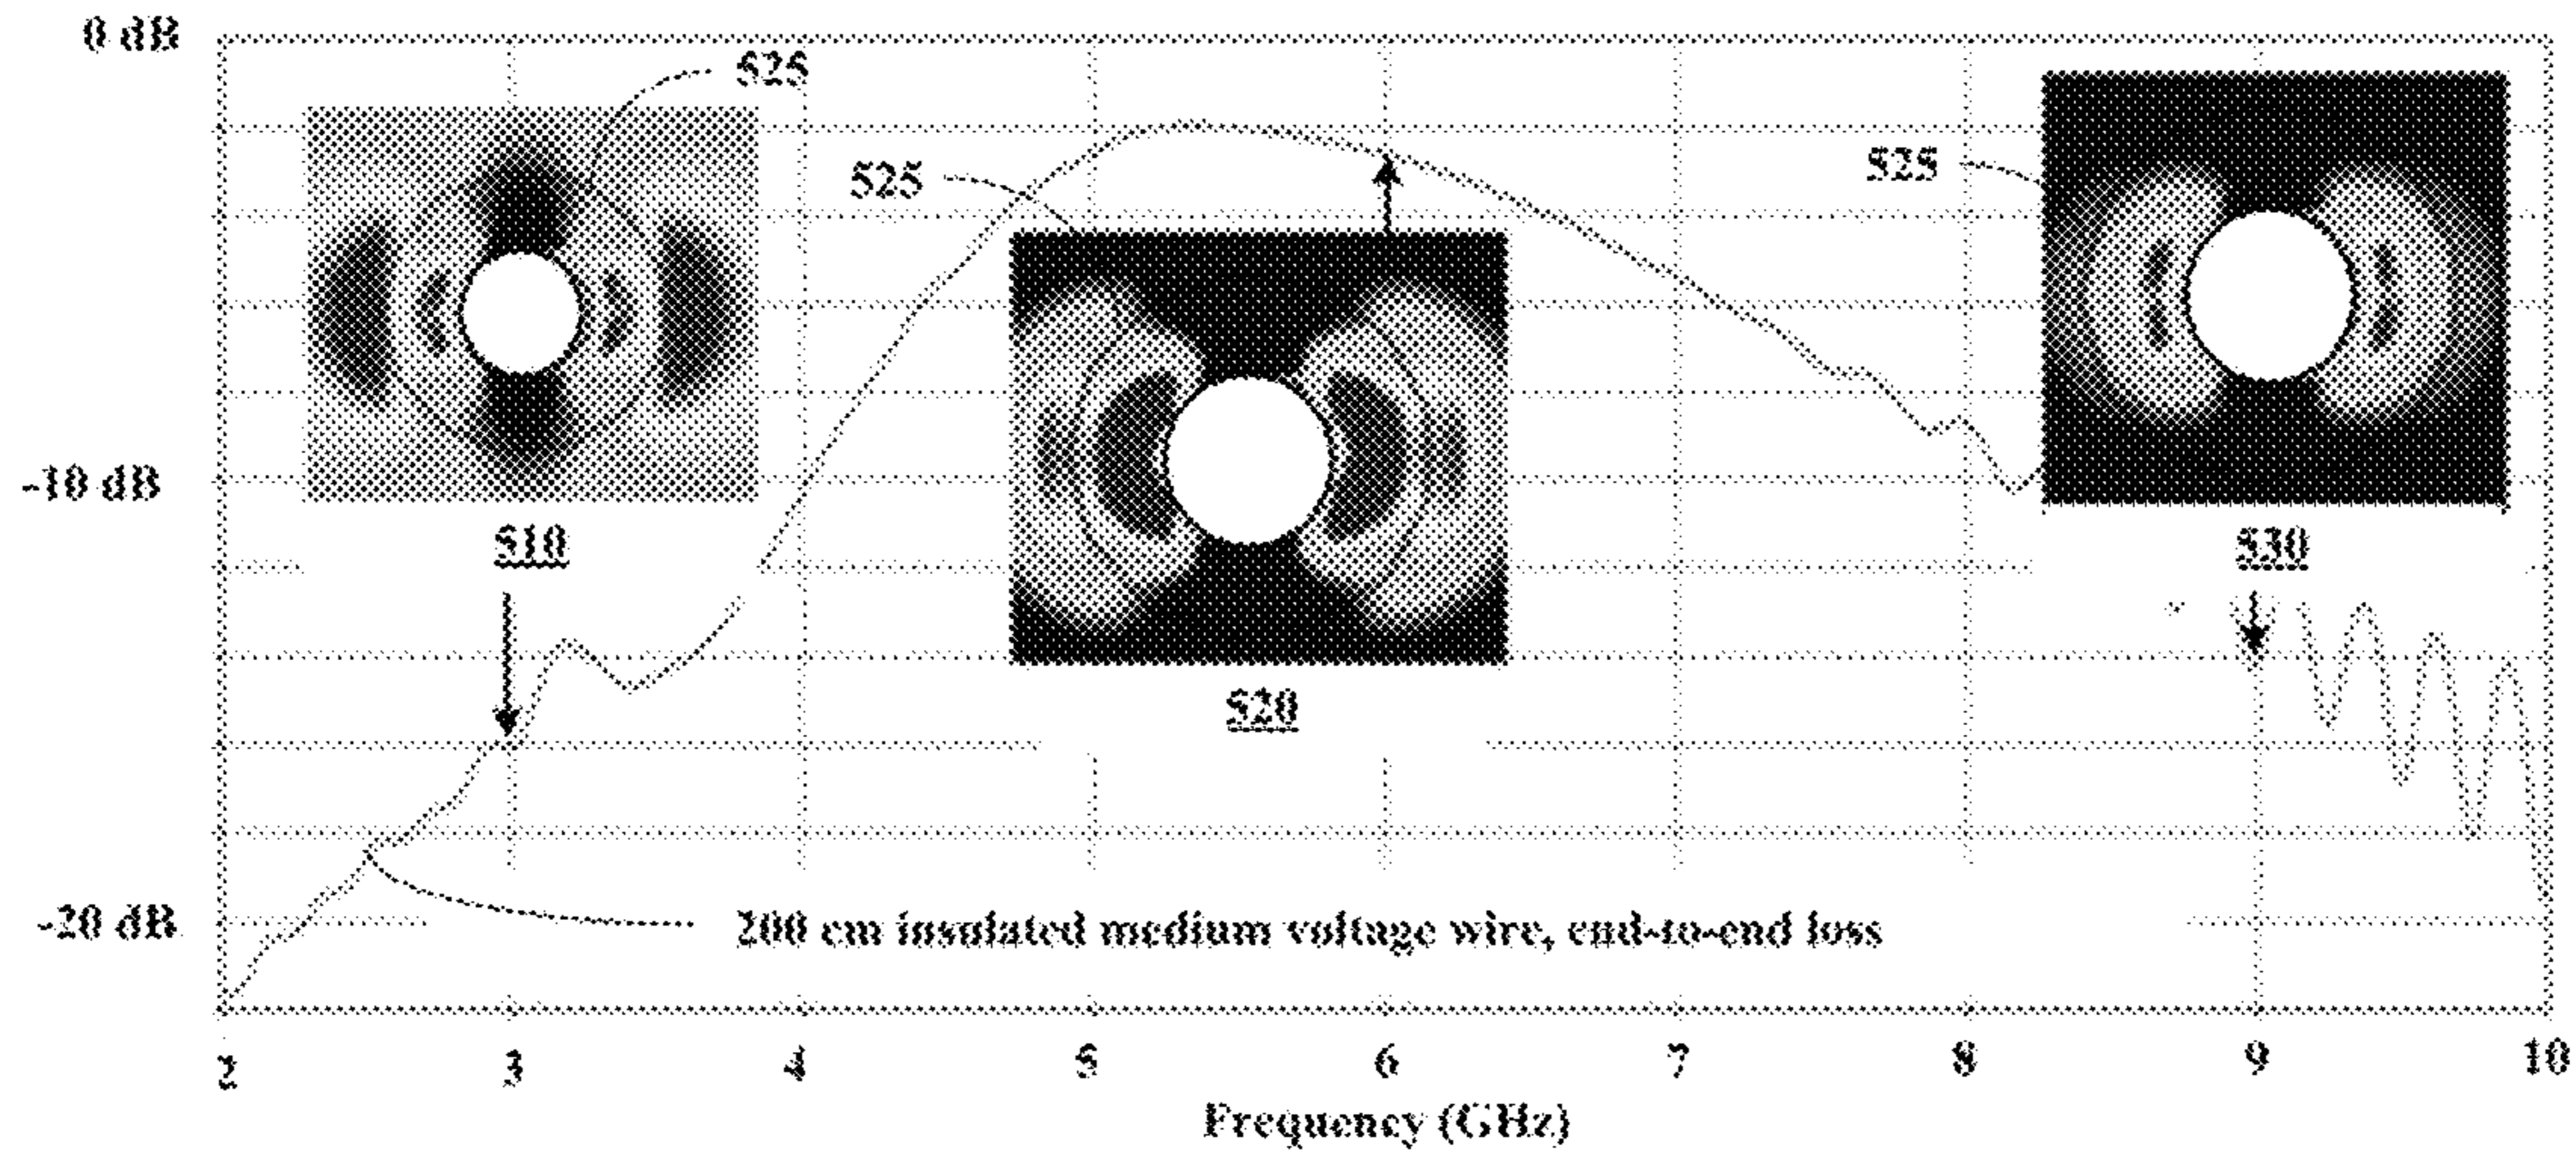 0 dB
525
525
525
-10 dB
510
530
520
-20 dB
200 cm insulated medium voltage wire, end-to-end loss
2 3 4 5 6 7 8 9 10
Frequency (GHz)